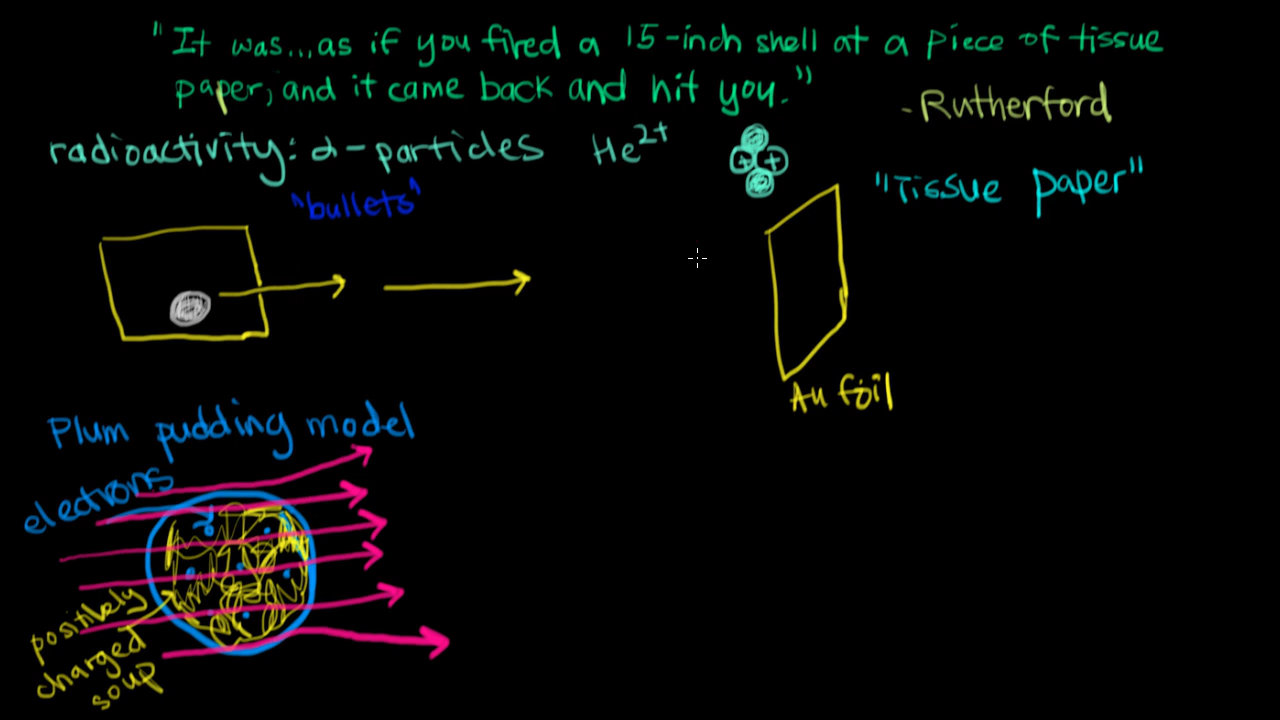 "It was...as if you fired a 15-inch shell at a piece of tissue
paper, and it came back and hit you."
-Rutherford
radioactivity: α-particles He2+
+ +
"bullets"
"Tissue paper"
Au foil
Plum pudding model
electrons
positively
charged
soup